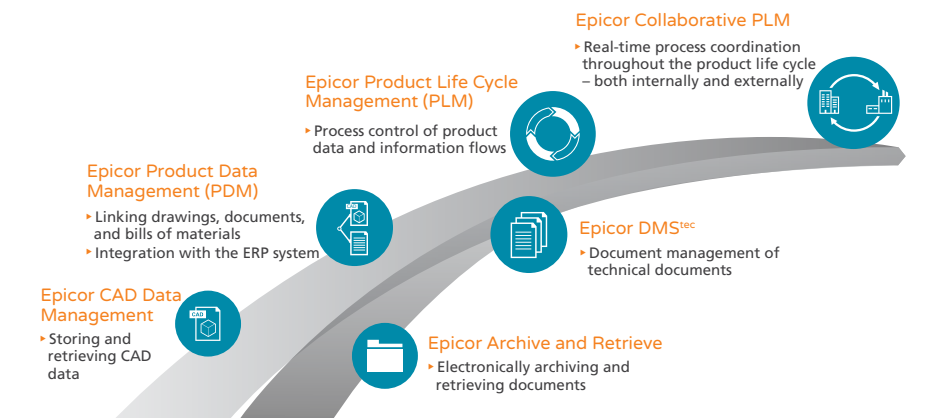 Epicor Collaborative PLM
‣ Real-time process coordination
throughout the product life cycle
– both internally and externally
Epicor Product Life Cycle
Management (PLM)
‣ Process control of product
data and information flows
Epicor Product Data
Management (PDM)
‣ Linking drawings, documents,
and bills of materials
‣ Integration with the ERP system
CAD
Epicor DMStec
‣ Document management of
technical documents
Epicor CAD Data
Management
‣ Storing and
retrieving CAD
data
CAD
Epicor Archive and Retrieve
‣ Electronically archiving and
retrieving documents